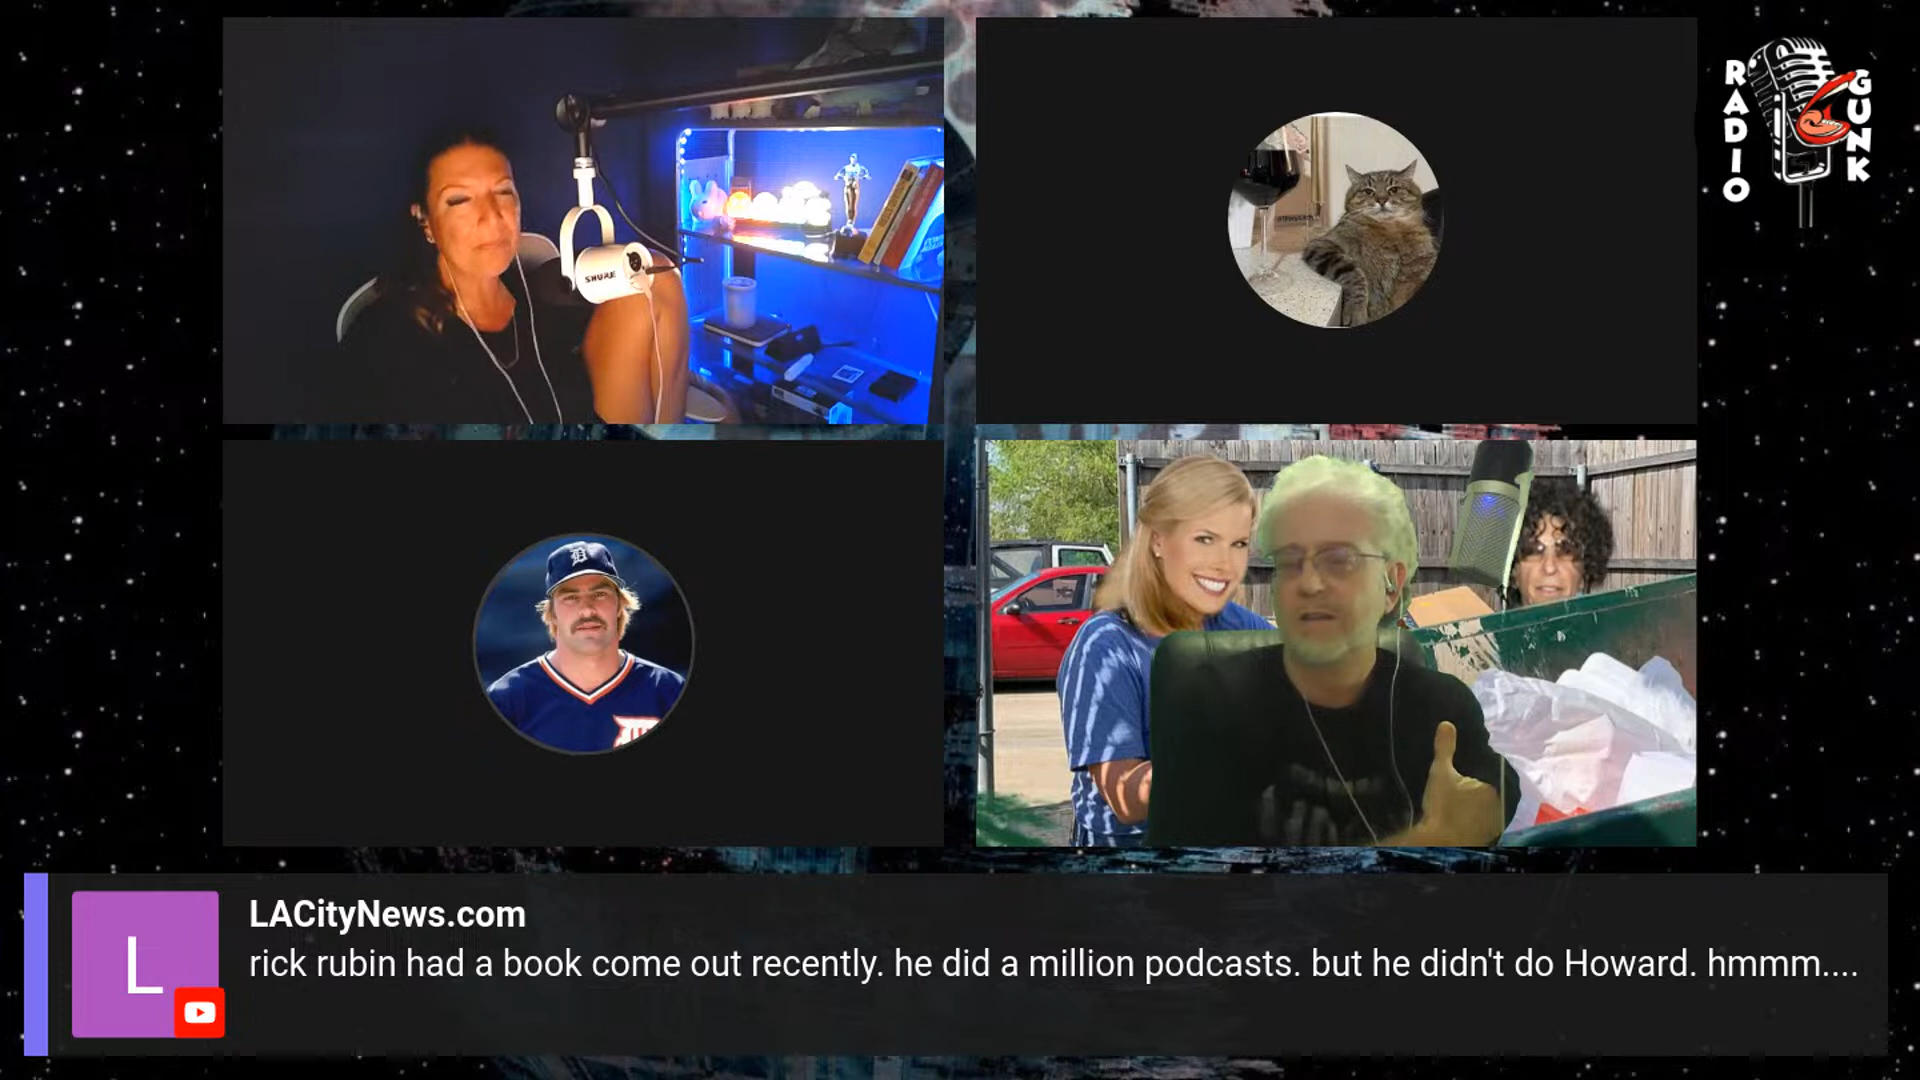 RADIO
GUNK
SHURE
LACityNews.com
L
rick rubin had a book come out recently. he did a million podcasts. but he didn't do Howard. hmmm....